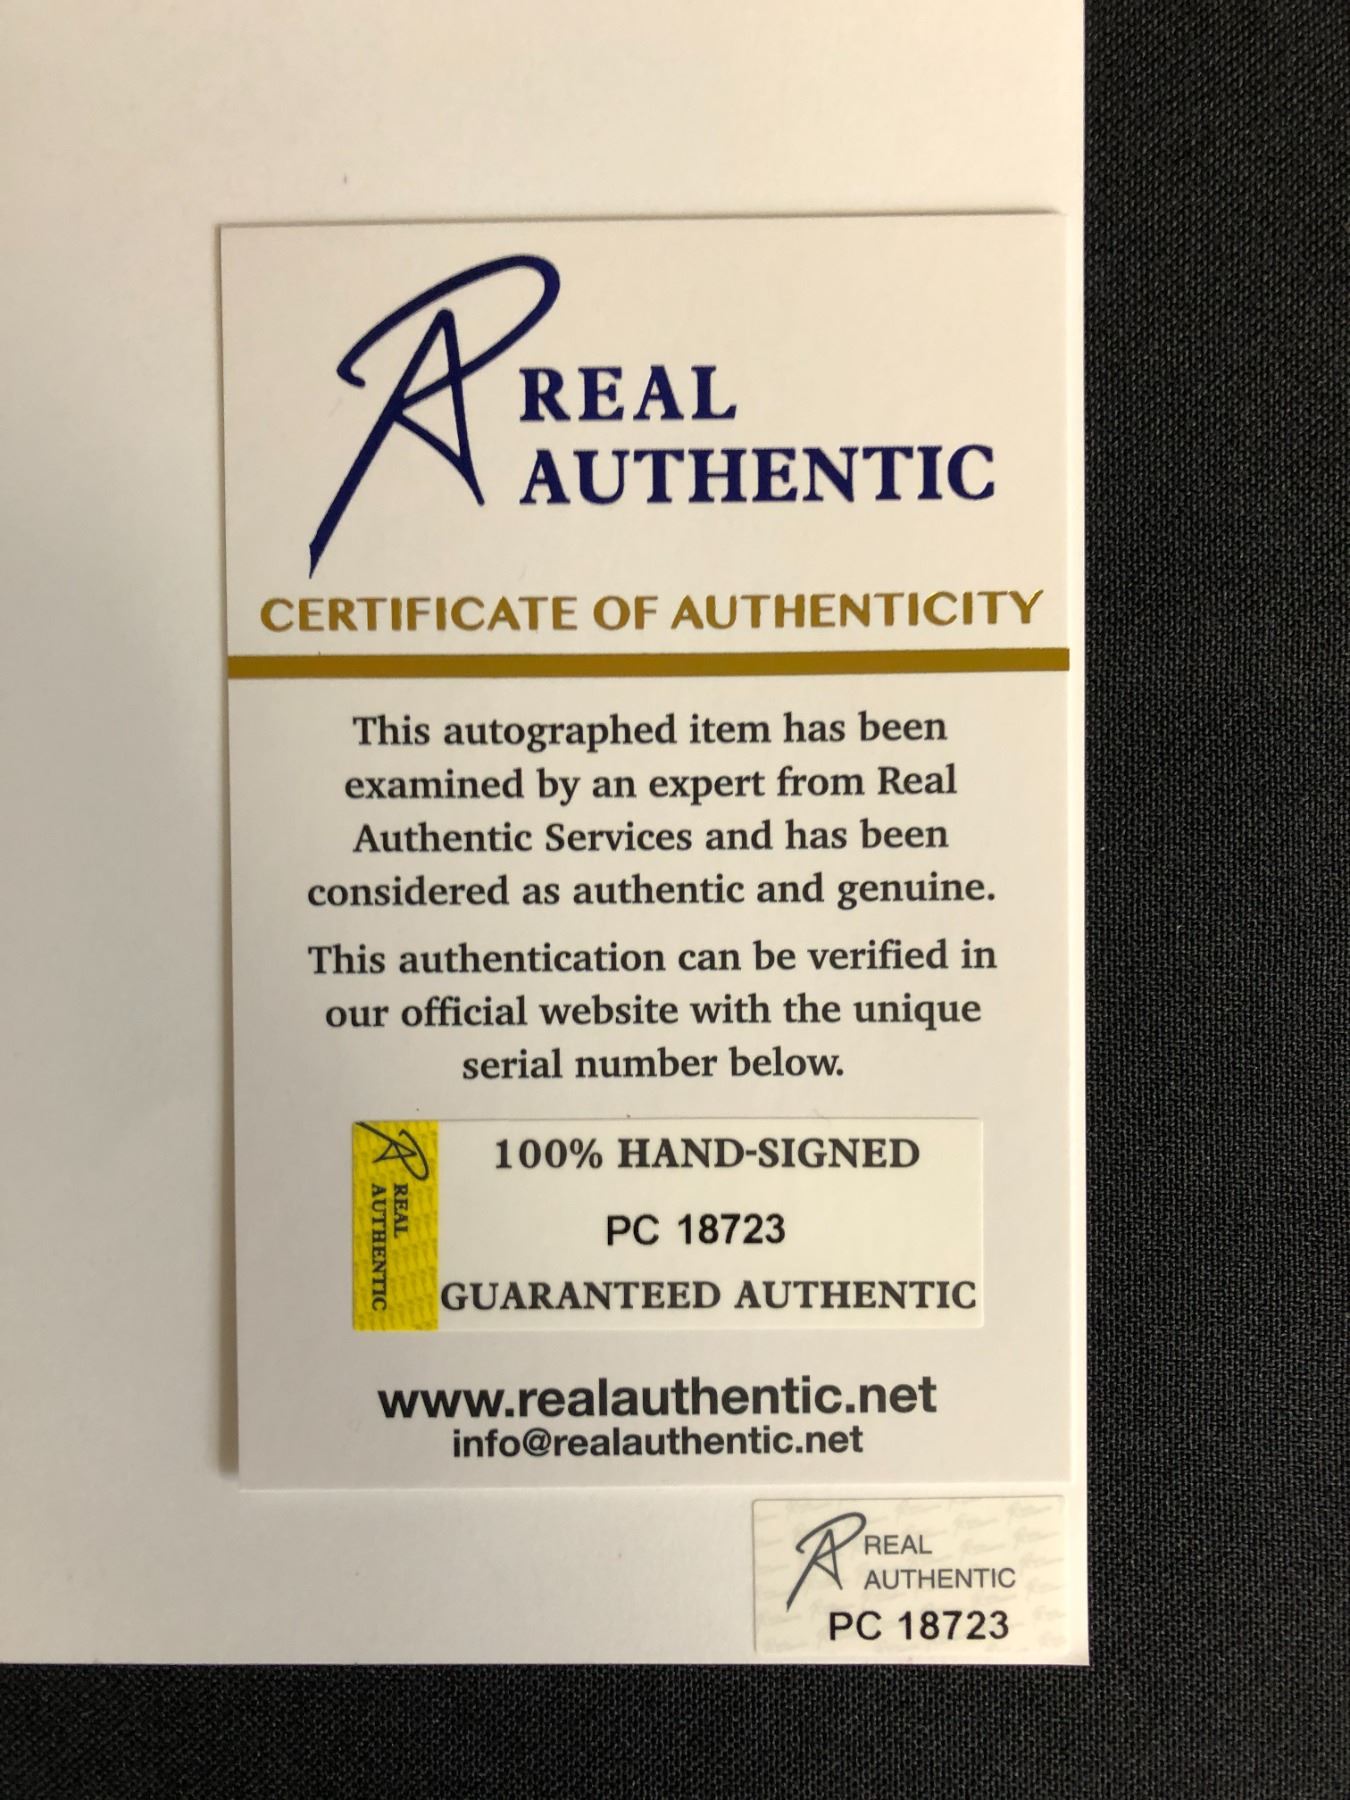 REAL
AUTHENTIC
CERTIFICATE OF AUTHENTICITY
This autographed item has been
examined by an expert from Real
Authentic Services and has been
considered as authentic and genuine.
This authentication can be verified in
our official website with the unique
serial number below.
REAL
AUTHENTIC
100% HAND-SIGNED
PC 18723
GUARANTEED AUTHENTIC
www.realauthentic.net
info@realauthentic.net
REAL
AUTHENTIC
PC 18723